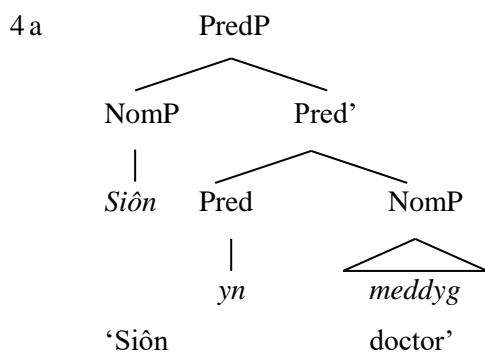 4 a PredP
NomP Pred’
Siôn Pred NomP
yn meddyg
‘Siôn doctor’